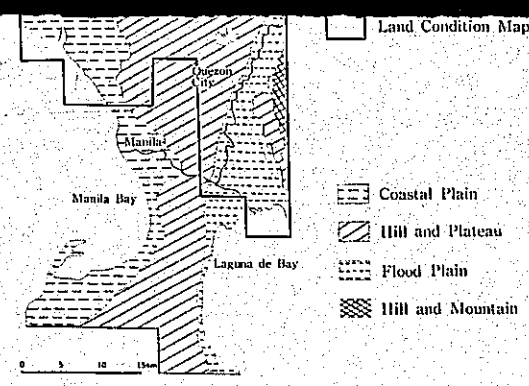 Land Condition Map
Quezon
City
Manila
Manila Bay
Laguna de Bay
Coastal Plain
Hill and Plateau
Flood Plain
Hill and Mountain
0 5 10 15km